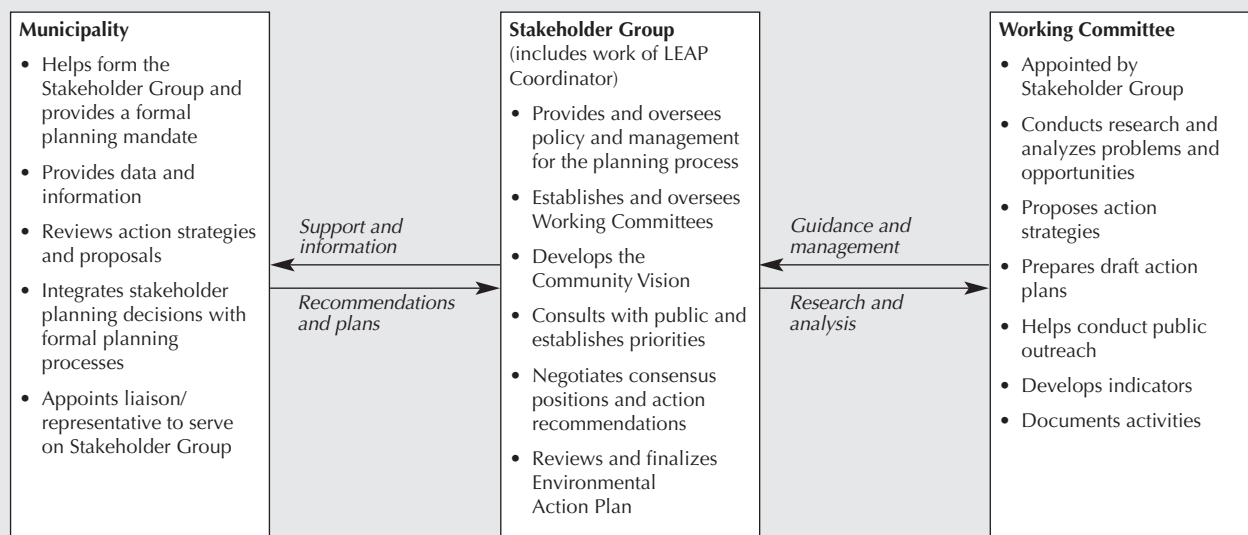 Municipality
• Helps form the
Stakeholder Group and
provides a formal
planning mandate
• Provides data and
information
• Reviews action strategies
and proposals
• Integrates stakeholder
planning decisions with
formal planning
processes
• Appoints liaison/
representative to serve
on Stakeholder Group
Support and
information
Recommendations
and plans
Stakeholder Group
(includes work of LEAP
Coordinator)
• Provides and oversees
policy and management
for the planning process
• Establishes and oversees
Working Committees
• Develops the
Community Vision
• Consults with public and
establishes priorities
• Negotiates consensus
positions and action
recommendations
• Reviews and finalizes
Environmental
Action Plan
Guidance and
management
Research and
analysis
Working Committee
• Appointed by
Stakeholder Group
• Conducts research and
analyzes problems and
opportunities
• Proposes action
strategies
• Prepares draft action
plans
• Helps conduct public
outreach
• Develops indicators
• Documents activities